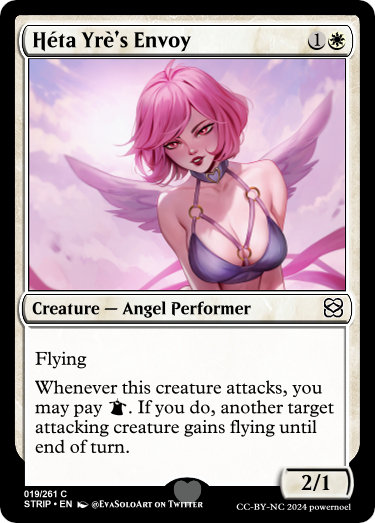 Héta Yrè's Envoy
1
Creature — Angel Performer
Flying
Whenever this creature attacks, you
may pay . If you do, another target
attacking creature gains flying until
end of turn.
2/1
019/261 C
STRIP • EN @EvaSoloArt on Twitter
CC-BY-NC 2024 powernoel